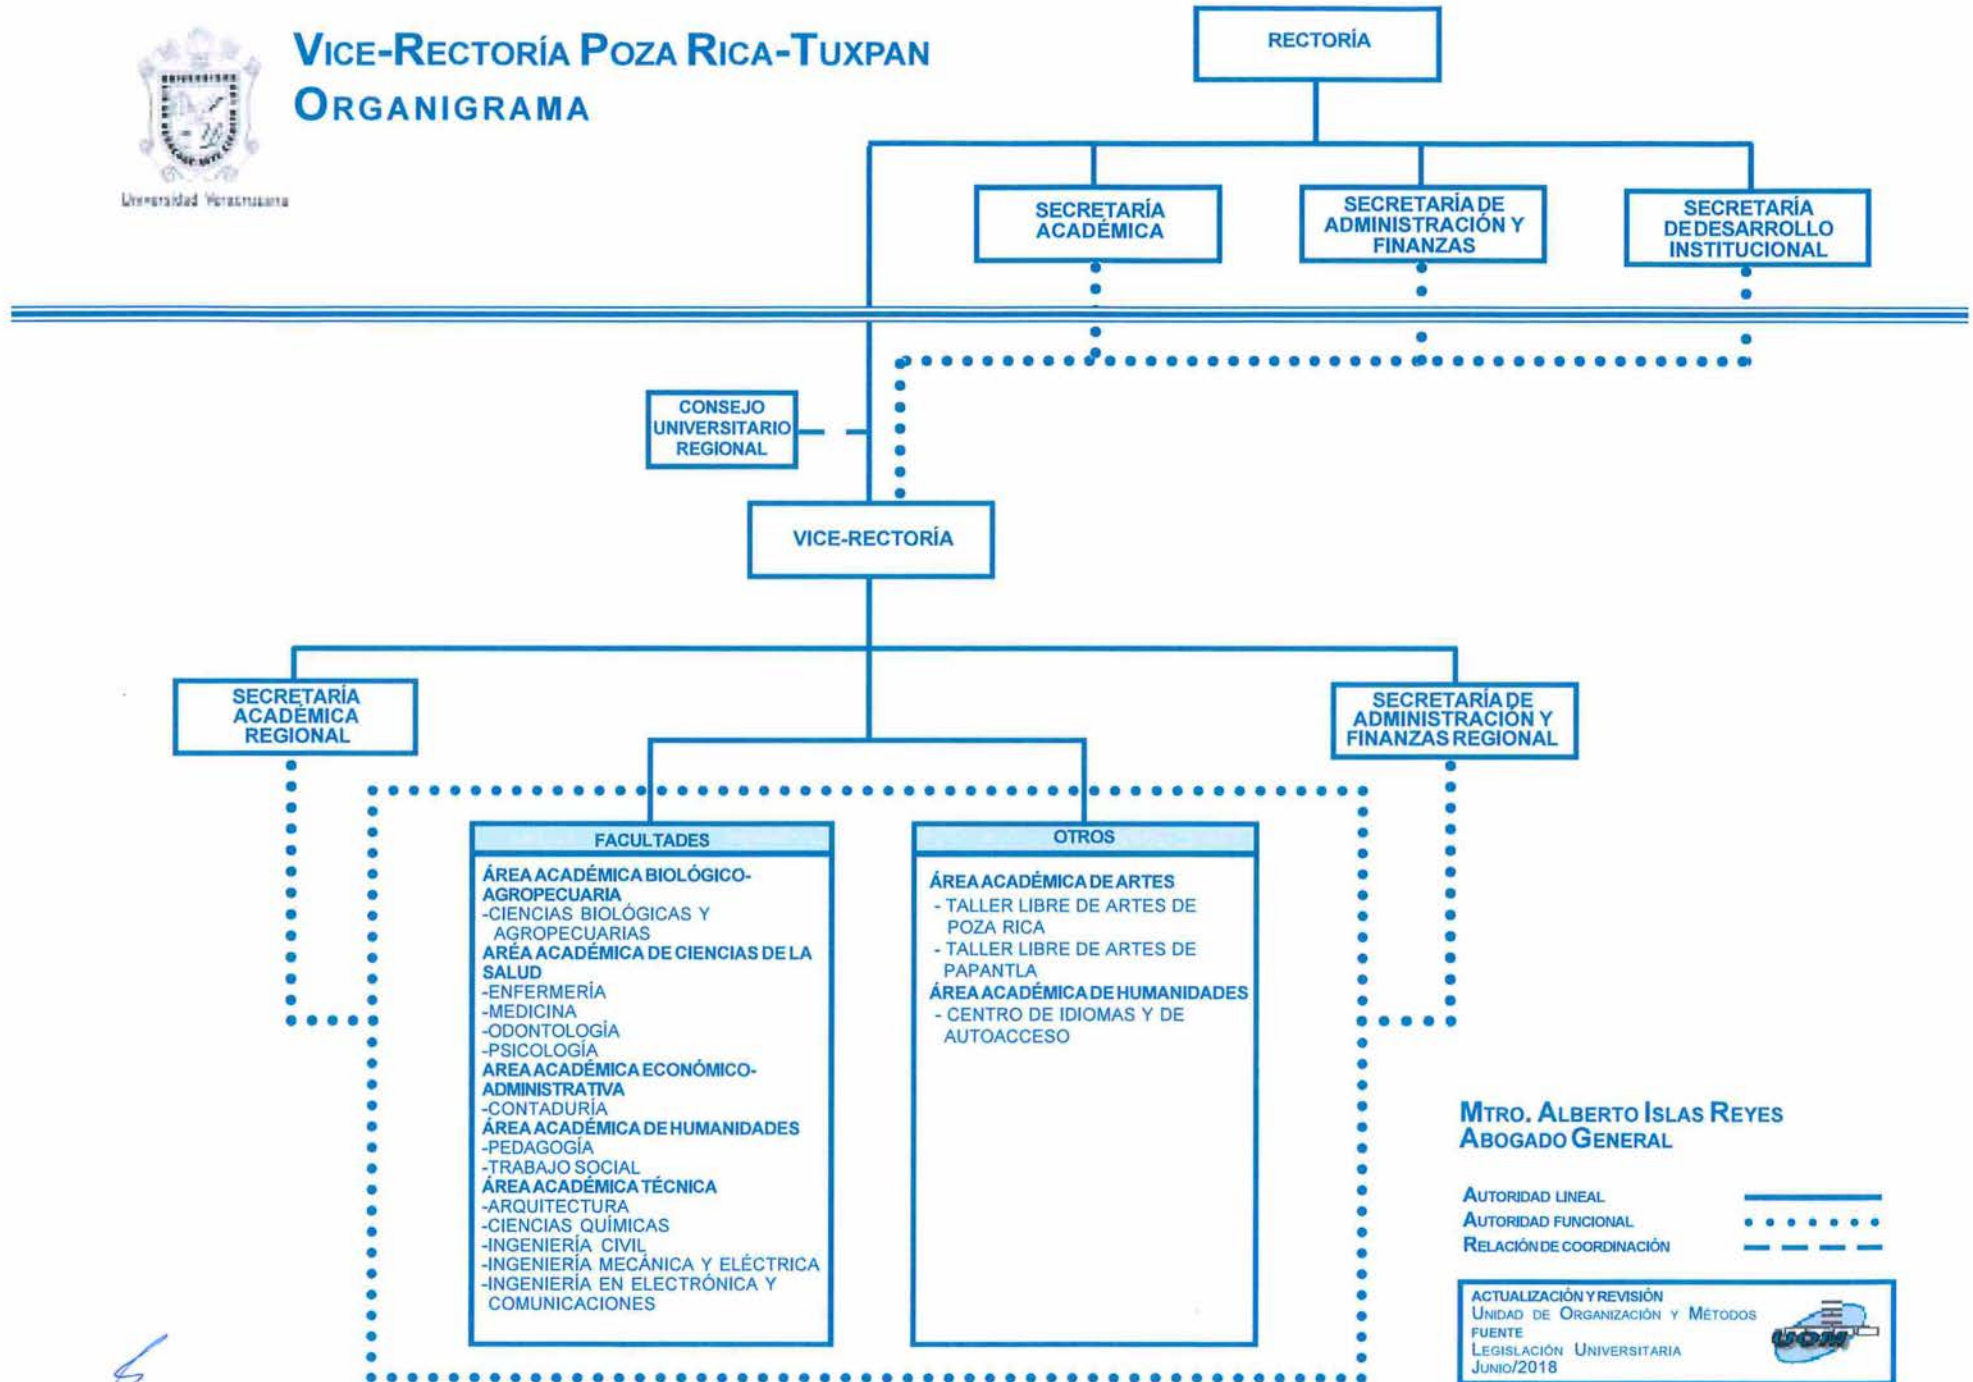 VICE-RECTORÍA POZA RICA-TUXPAN
ORGANIGRAMA
Universidad Veracruzana
RECTORÍA
SECRETARÍA
ACADÉMICA
SECRETARÍA DE
ADMINISTRACIÓN Y
FINANZAS
SECRETARÍA
DE DESARROLLO
INSTITUCIONAL
CONSEJO
UNIVERSITARIO
REGIONAL
VICE-RECTORÍA
SECRETARÍA
ACADÉMICA
REGIONAL
SECRETARÍA DE
ADMINISTRACIÓN Y
FINANZAS REGIONAL
FACULTADES
ÁREA ACADÉMICA BIOLÓGICO-
AGROPECUARIA
-CIENCIAS BIOLÓGICAS Y
AGROPECUARIAS
ARÉA ACADÉMICA DE CIENCIAS DE LA
SALUD
-ENFERMERÍA
-MEDICINA
-ODONTOLOGÍA
-PSICOLOGÍA
AREA ACADÉMICA ECONÓMICO-
ADMINISTRATIVA
-CONTADURÍA
ÁREA ACADÉMICA DE HUMANIDADES
-PEDAGOGÍA
-TRABAJO SOCIAL
ÁREA ACADÉMICA TÉCNICA
-ARQUITECTURA
-CIENCIAS QUÍMICAS
-INGENIERÍA CIVIL
-INGENIERÍA MECÁNICA Y ELÉCTRICA
-INGENIERÍA EN ELECTRÓNICA Y
COMUNICACIONES
OTROS
ÁREA ACADÉMICA DE ARTES
- TALLER LIBRE DE ARTES DE
POZA RICA
- TALLER LIBRE DE ARTES DE
PAPANTLA
ÁREA ACADÉMICA DE HUMANIDADES
- CENTRO DE IDIOMAS Y DE
AUTOACCESO
MTRO. ALBERTO ISLAS REYES
ABOGADO GENERAL
AUTORIDAD LINEAL
AUTORIDAD FUNCIONAL
RELACIÓN DE COORDINACIÓN
ACTUALIZACIÓN Y REVISIÓN
UNIDAD DE ORGANIZACIÓN Y MÉTODOS
FUENTE
LEGISLACIÓN UNIVERSITARIA
JUNIO/2018
UOM